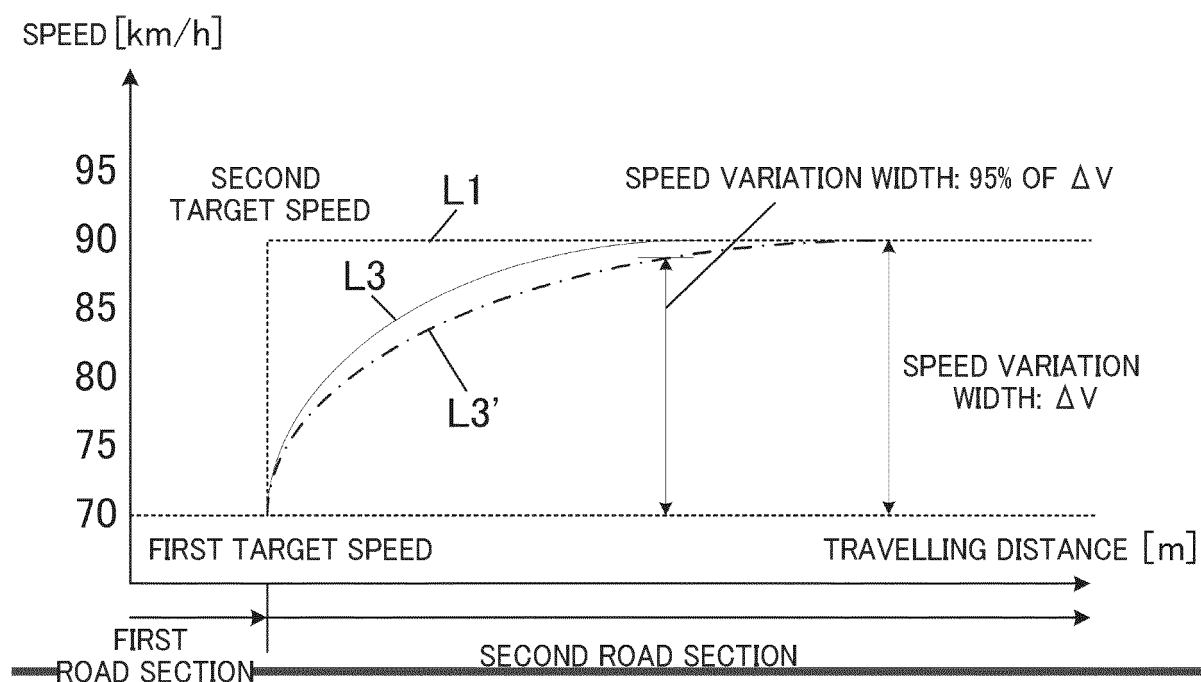 SPEED [km/h]
95
SECOND
TARGET SPEED
L1
SPEED VARIATION WIDTH: 95% OF ΔV
90
L3
85
80
SPEED VARIATION
WIDTH: ΔV
L3'
75
70
FIRST TARGET SPEED
TRAVELLING DISTANCE [m]
FIRST
ROAD SECTION
SECOND ROAD SECTION